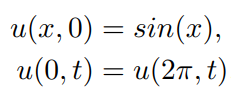 u(x, 0) = sin(x),
u(0, t) = u(2π, t)